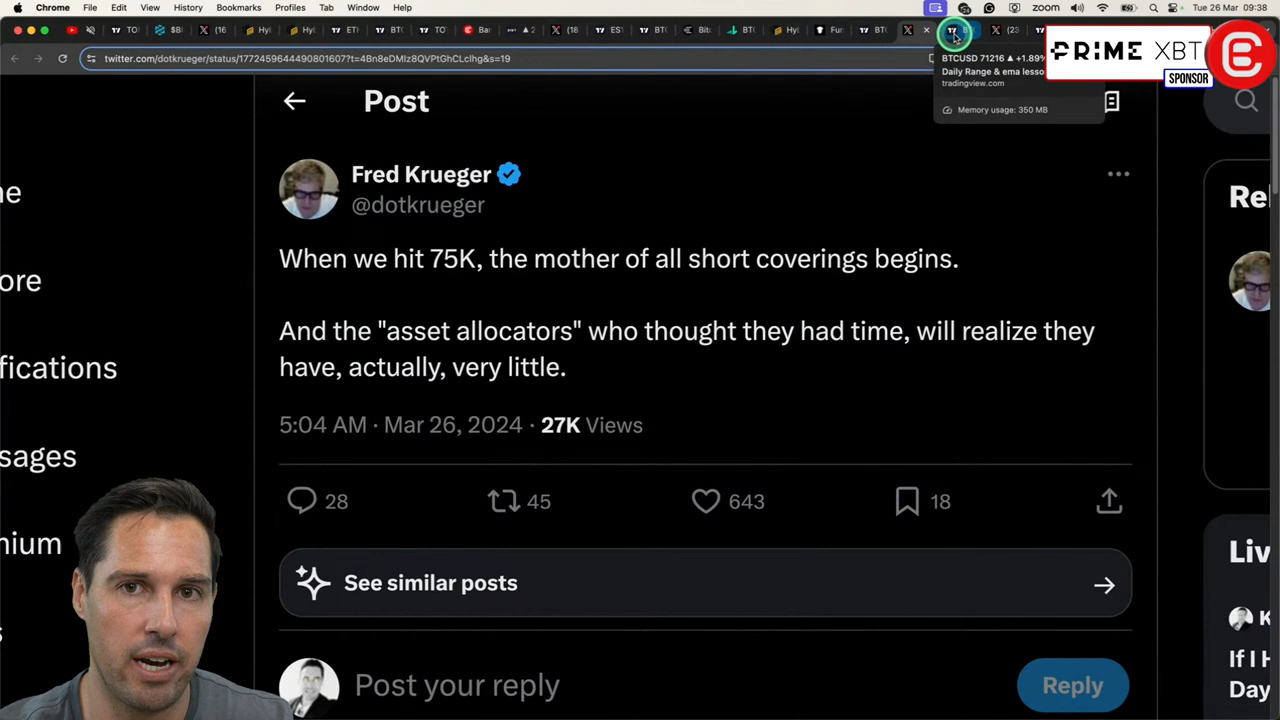 Chrome File Edit View History Bookmarks Profiles Tab Window Help
zoom Tue 26 Mar 09:38
twitter.com/dotkrueger/status/1772459644490801607?t=4Bn8eDMIz8QVPtGhCLcIhg&s=19
BTCUSD 71216 ▲ +1.89%
Daily Range & ema lesso
tradingview.com
Memory usage: 350 MB
PRIME XBT
SPONSOR
Post
Fred Krueger
@dotkrueger
When we hit 75K, the mother of all short coverings begins.
And the "asset allocators" who thought they had time, will realize they
have, actually, very little.
5:04 AM · Mar 26, 2024 · 27K Views
28 45 643 18
See similar posts
Post your reply
Reply
ne
ore
fications
sages
nium
s
Re
Liv
K
If I H
Day